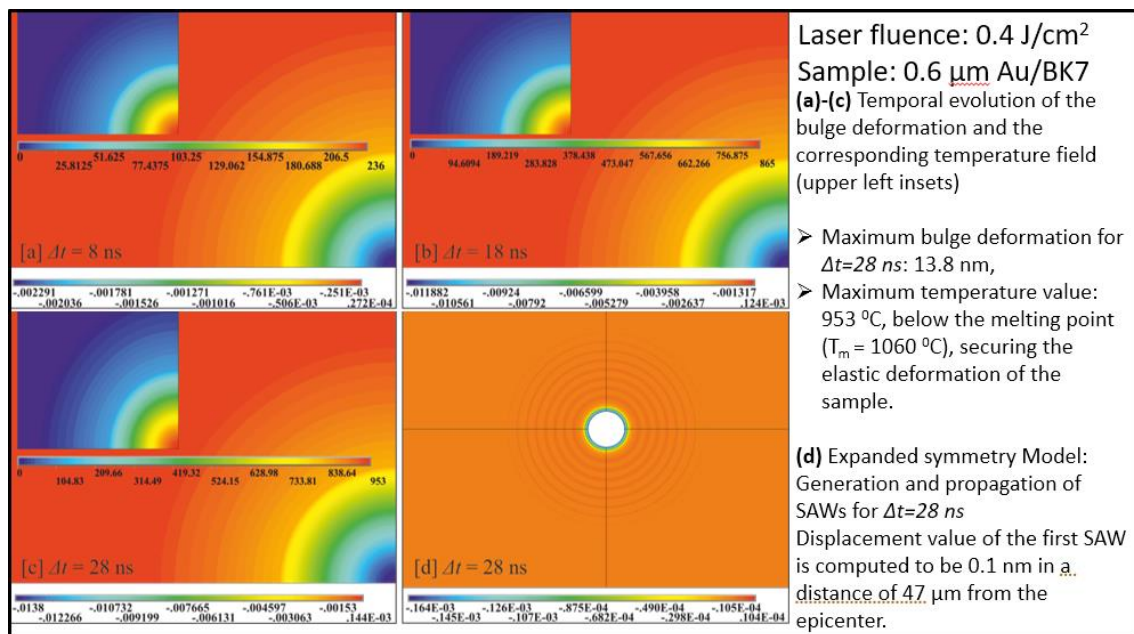 0 51.625 103.25 154.875 206.5
25.8125 77.4375 129.062 180.688 236
[a] Δt = 8 ns
-.002291 -.001781 -.001271 -.761E-03 -.251E-03
-.002036 -.001526 -.001016 -.506E-03 .272E-04
0 189.219 378.438 567.656 756.875
94.6094 283.828 473.047 662.266 865
[b] Δt = 18 ns
-.011882 -.00924 -.006599 -.003958 -.001317
-.010561 -.00792 -.005279 -.002637 .124E-03
0 209.66 419.32 628.98 838.64
104.83 314.49 524.15 733.81 953
[c] Δt = 28 ns
-.0138 -.010732 -.007665 -.004597 -.00153
-.012266 -.009199 -.006131 -.003063 .144E-03
[d] Δt = 28 ns
-.164E-03 -.126E-03 -.875E-04 -.490E-04 -.105E-04
-.145E-03 -.107E-03 -.682E-04 -.298E-04 .104E-04
Laser fluence: 0.4 J/cm²
Sample: 0.6 μm Au/BK7
(a)-(c) Temporal evolution of the
bulge deformation and the
corresponding temperature field
(upper left insets)
➢ Maximum bulge deformation for
Δt=28 ns: 13.8 nm,
➢ Maximum temperature value:
953 ⁰C, below the melting point
(Tₘ = 1060 ⁰C), securing the
elastic deformation of the
sample.
(d) Expanded symmetry Model:
Generation and propagation of
SAWs for Δt=28 ns
Displacement value of the first SAW
is computed to be 0.1 nm in a
distance of 47 μm from the
epicenter.